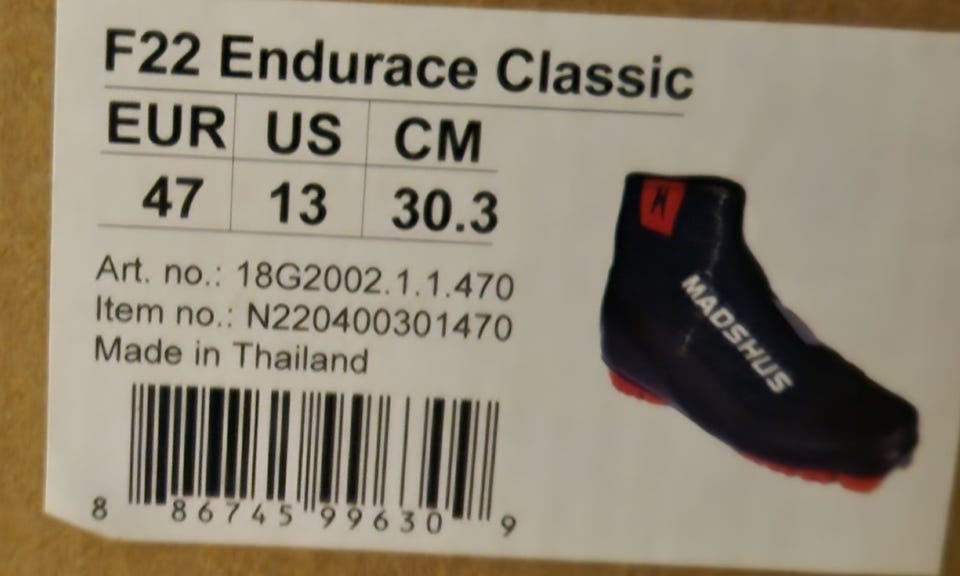 F22 Endurace Classic
EUR US CM
47 13 30.3
Art. no.: 18G2002.1.1.470
Item no.: N220400301470
Made in Thailand
8 86745 99630 9
MADSHUS